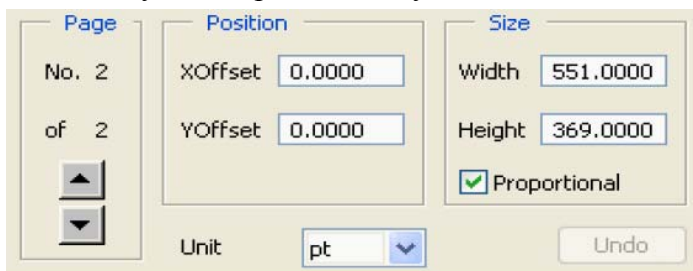 Page
No. 2
of 2
Position
XOffset 0.0000
YOffset 0.0000
Size
Width 551.0000
Height 369.0000
Proportional
Unit pt
Undo